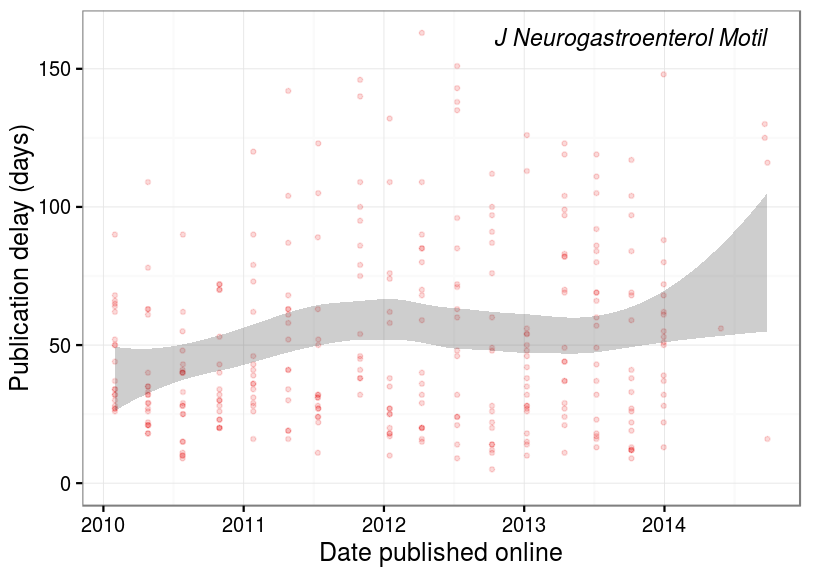 J Neurogastroenterol Motil
150
100
50
0
Publication delay (days)
2010 2011 2012 2013 2014
Date published online